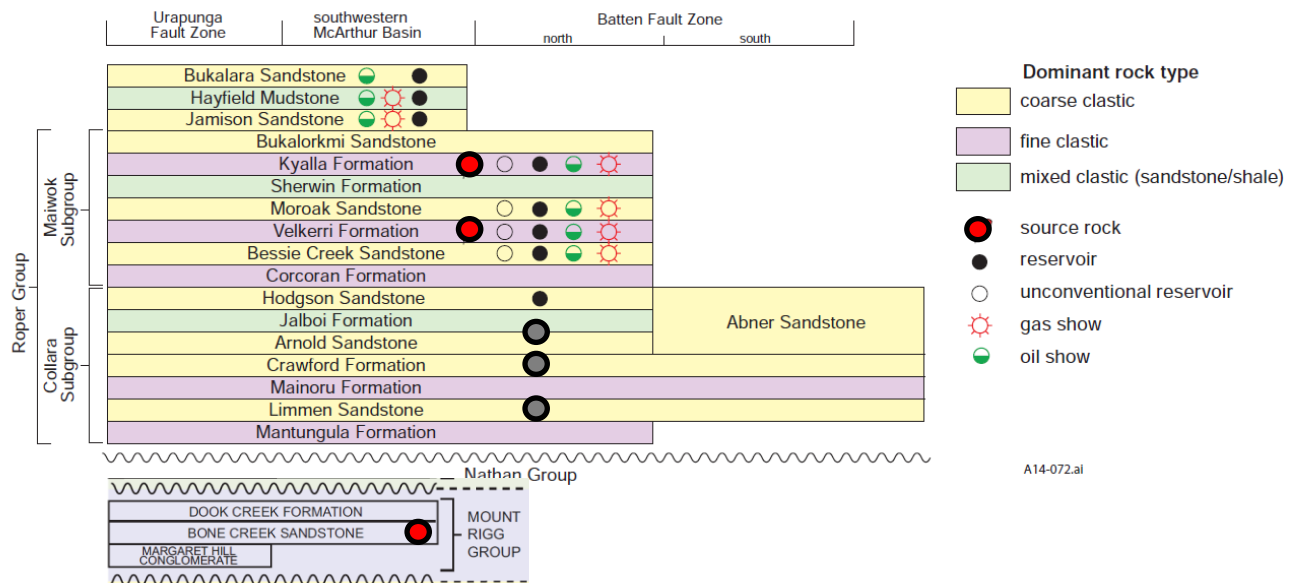 Urapunga
Fault Zone
southwestern
McArthur Basin
Batten Fault Zone
north
south
Bukalara Sandstone
Hayfield Mudstone
Jamison Sandstone
Bukalorkmi Sandstone
Kyalla Formation
Sherwin Formation
Moroak Sandstone
Velkerri Formation
Bessie Creek Sandstone
Corcoran Formation
Hodgson Sandstone
Jalboi Formation
Arnold Sandstone
Abner Sandstone
Crawford Formation
Mainoru Formation
Limmen Sandstone
Mantungula Formation
Roper Group
Maiwok
Subgroup
Collara
Subgroup
Nathan Group
DOOK CREEK FORMATION
BONE CREEK SANDSTONE
MARGARET HILL
CONGLOMERATE
MOUNT
RIGG
GROUP
Dominant rock type
coarse clastic
fine clastic
mixed clastic (sandstone/shale)
source rock
reservoir
unconventional reservoir
gas show
oil show
A14-072.ai